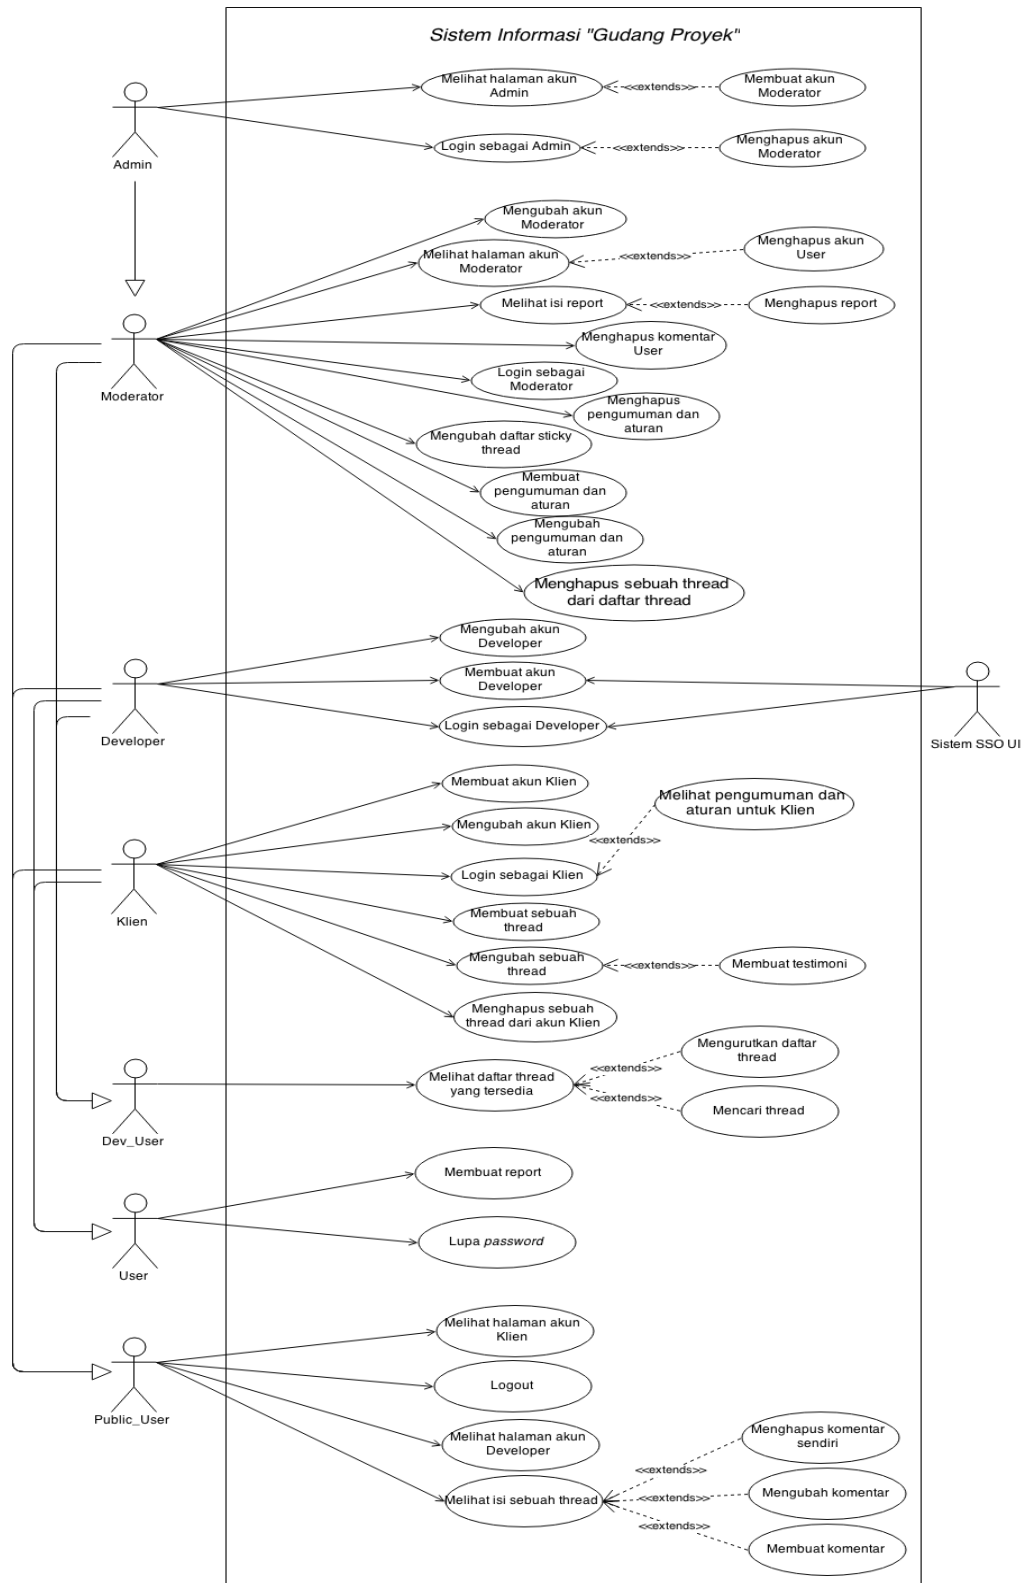 Sistem Informasi "Gudang Proyek"
Melihat halaman akun
Admin
<<extends>>
Membuat akun
Moderator
Login sebagai Admin
<<extends>>
Menghapus akun
Moderator
Admin
Mengubah akun
Moderator
Melihat halaman akun
Moderator
<<extends>>
Menghapus akun
User
Melihat isi report
<<extends>>
Menghapus report
Menghapus komentar
User
Login sebagai
Moderator
Moderator
Menghapus
pengumuman dan
aturan
Mengubah daftar sticky
thread
Membuat
pengumuman dan
aturan
Mengubah
pengumuman dan
aturan
Menghapus sebuah thread
dari daftar thread
Mengubah akun
Developer
Membuat akun
Developer
Login sebagai Developer
Developer
Sistem SSO UI
Membuat akun Klien
Melihat pengumuman dan
aturan untuk Klien
Mengubah akun Klien
<<extends>>
Login sebagai Klien
Klien
Membuat sebuah
thread
Mengubah sebuah
thread
<<extends>>
Membuat testimoni
Menghapus sebuah
thread dari akun Klien
Melihat daftar thread
yang tersedia
<<extends>>
Mengurutkan daftar
thread
<<extends>>
Mencari thread
Dev_User
Membuat report
Lupa password
User
Melihat halaman akun
Klien
Logout
Public_User
Melihat halaman akun
Developer
Melihat isi sebuah thread
<<extends>>
Menghapus komentar
sendiri
<<extends>>
Mengubah komentar
<<extends>>
Membuat komentar